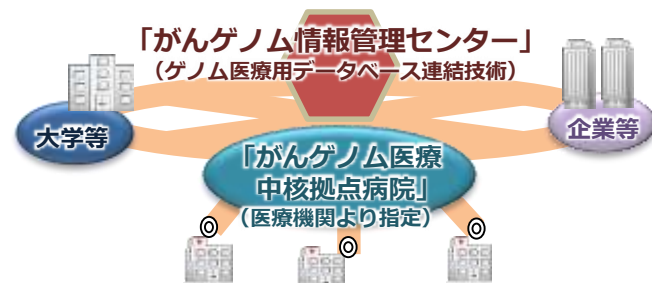 「がんゲノム情報管理センター」
（ゲノム医療用データベース連結技術）
大学等
企業等
「がんゲノム医療
中核拠点病院」
（医療機関より指定）